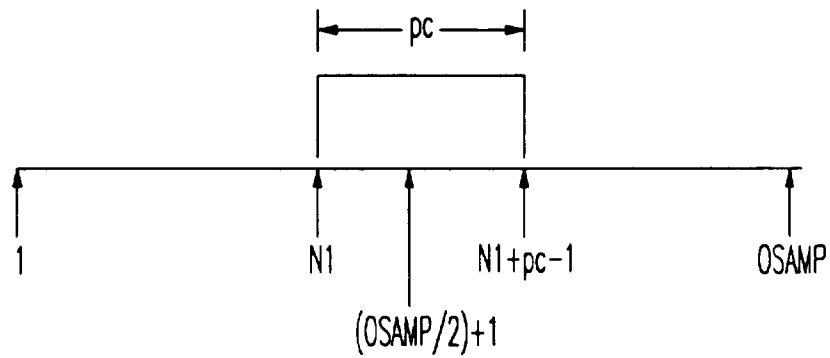 pc
1
N1
N1+pc-1
OSAMP
(OSAMP/2)+1